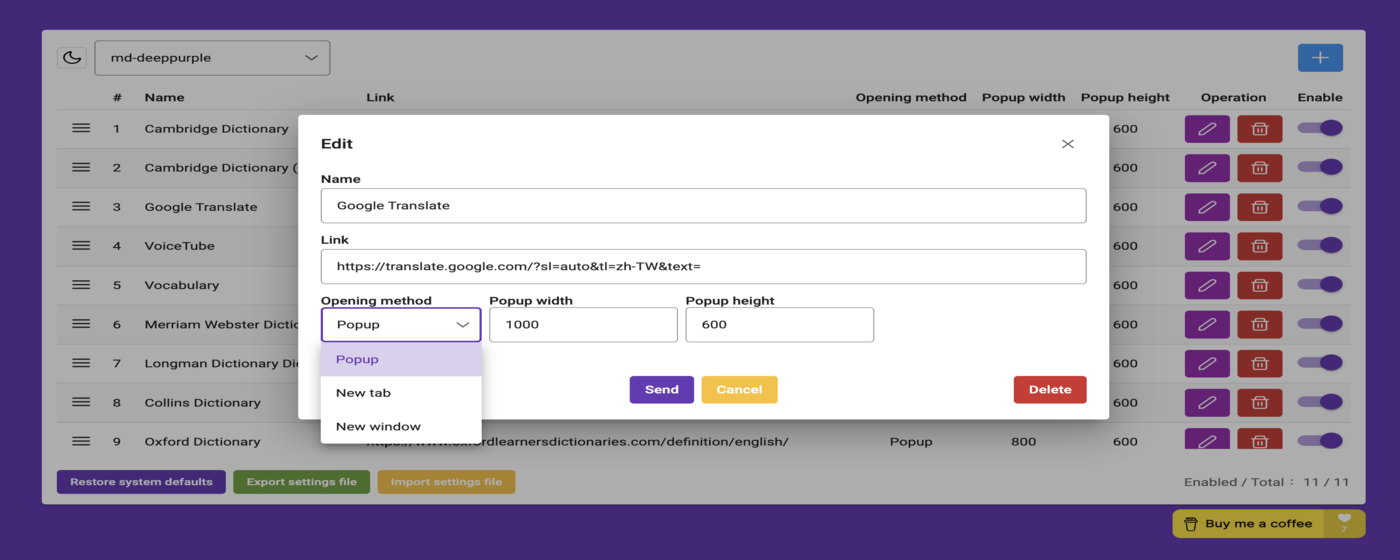 md-deeppurple
# Name Link Opening method Popup width Popup height Operation Enable
1 Cambridge Dictionary 600
2 Cambridge Dictionary ( 600
3 Google Translate 600
4 VoiceTube 600
5 Vocabulary 600
6 Merriam Webster Dictio 600
7 Longman Dictionary Di 600
8 Collins Dictionary 600
9 Oxford Dictionary https://www.oxfordlearnersdictionaries.com/definition/english/ Popup 800 600
Edit
Name
Google Translate
Link
https://translate.google.com/?sl=auto&tl=zh-TW&text=
Opening method Popup width Popup height
Popup 1000 600
Popup
New tab
New window
Send Cancel Delete
Restore system defaults Export settings file Import settings file Enabled / Total : 11 / 11
Buy me a coffee 7